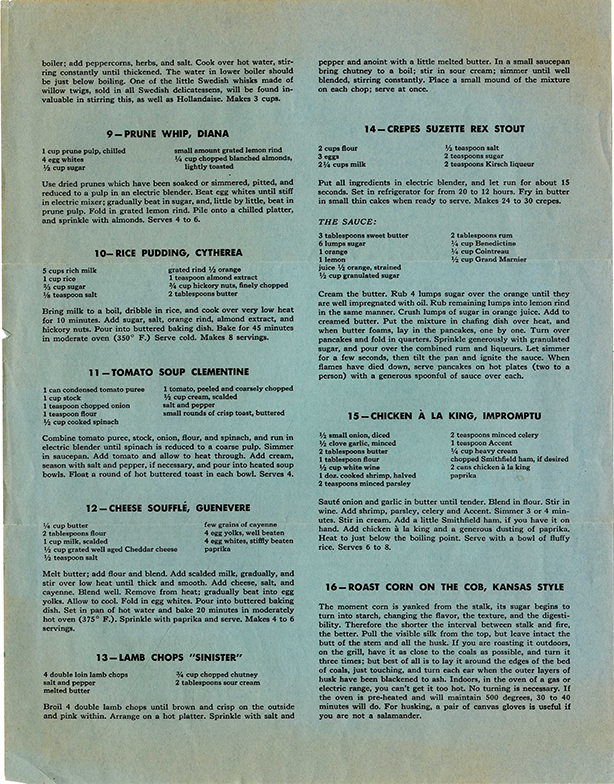 boiler; add peppercorns, herbs, and salt. Cook over hot water, stir-
ring constantly until thickened. The water in lower boiler should
be just below boiling. One of the little Swedish whisks made of
willow twigs, sold in all Swedish delicatessens, will be found in-
valuable in stirring this, as well as Hollandaise. Makes 3 cups.
9—PRUNE WHIP, DIANA
1 cup prune pulp, chilled
4 egg whites
½ cup sugar
small amount grated lemon rind
¼ cup chopped blanched almonds,
lightly toasted
Use dried prunes which have been soaked or simmered, pitted, and
reduced to a pulp in an electric blender. Beat egg whites until stiff
in electric mixer; gradually beat in sugar, and, little by little, beat in
prune pulp. Fold in grated lemon rind. Pile onto a chilled platter,
and sprinkle with almonds. Serves 4 to 6.
10—RICE PUDDING, CYTHEREA
5 cups rich milk
1 cup rice
⅔ cup sugar
⅛ teaspoon salt
grated rind ½ orange
1 teaspoon almond extract
¾ cup hickory nuts, finely chopped
2 tablespoons butter
Bring milk to a boil, dribble in rice, and cook over very low heat
for 10 minutes. Add sugar, salt, orange rind, almond extract, and
hickory nuts. Pour into buttered baking dish. Bake for 45 minutes
in moderate oven (350° F.) Serve cold. Makes 8 servings.
11—TOMATO SOUP CLEMENTINE
1 can condensed tomato puree
1 cup stock
1 teaspoon chopped onion
1 teaspoon flour
½ cup cooked spinach
1 tomato, peeled and coarsely chopped
½ cup cream, scalded
salt and pepper
small rounds of crisp toast, buttered
Combine tomato puree, stock, onion, flour, and spinach, and run in
electric blender until spinach is reduced to a coarse pulp. Simmer
in saucepan. Add tomato and allow to heat through. Add cream,
season with salt and pepper, if necessary, and pour into heated soup
bowls. Float a round of hot buttered toast in each bowl. Serves 4.
12—CHEESE SOUFFLÉ, GUENEVERE
¼ cup butter
2 tablespoons flour
1 cup milk, scalded
½ cup grated well aged Cheddar cheese
½ teaspoon salt
few grains of cayenne
4 egg yolks, well beaten
4 egg whites, stiffly beaten
paprika
Melt butter; add flour and blend. Add scalded milk, gradually, and
stir over low heat until thick and smooth. Add cheese, salt, and
cayenne. Blend well. Remove from heat; gradually beat into egg
yolks. Allow to cool. Fold in egg whites. Pour into buttered baking
dish. Set in pan of hot water and bake 20 minutes in moderately
hot oven (375° F.). Sprinkle with paprika and serve. Makes 4 to 6
servings.
13—LAMB CHOPS "SINISTER"
4 double loin lamb chops
salt and pepper
melted butter
¾ cup chopped chutney
2 tablespoons sour cream
Broil 4 double lamb chops until brown and crisp on the outside
and pink within. Arrange on a hot platter. Sprinkle with salt and
pepper and anoint with a little melted butter. In a small saucepan
bring chutney to a boil; stir in sour cream; simmer until well
blended, stirring constantly. Place a small mound of the mixture
on each chop; serve at once.
14—CREPES SUZETTE REX STOUT
2 cups flour
3 eggs
2¼ cups milk
½ teaspoon salt
2 teaspoons sugar
2 teaspoons Kirsch liqueur
Put all ingredients in electric blender, and let run for about 15
seconds. Set in refrigerator for from 20 to 12 hours. Fry in butter
in small thin cakes when ready to serve. Makes 24 to 30 crepes.
THE SAUCE:
3 tablespoons sweet butter
6 lumps sugar
1 orange
1 lemon
juice ½ orange, strained
½ cup granulated sugar
2 tablespoons rum
¼ cup Benedictine
¼ cup Cointreau
½ cup Grand Marnier
Cream the butter. Rub 4 lumps sugar over the orange until they
are well impregnated with oil. Rub remaining lumps into lemon rind
in the same manner. Crush lumps of sugar in orange juice. Add to
creamed butter. Put the mixture in chafing dish over heat, and
when butter foams, lay in the pancakes, one by one. Turn over
pancakes and fold in quarters. Sprinkle generously with granulated
sugar, and pour over the combined rum and liqueurs. Let simmer
for a few seconds, then tilt the pan and ignite the sauce. When
flames have died down, serve pancakes on hot plates (two to a
person) with a generous spoonful of sauce over each.
15—CHICKEN À LA KING, IMPROMPTU
½ small onion, diced
½ clove garlic, minced
2 tablespoons butter
1 tablespoon flour
½ cup white wine
1 doz. cooked shrimp, halved
2 teaspoons minced parsley
2 teaspoons minced celery
1 teaspoon Accent
¼ cup heavy cream
chopped Smithfield ham, if desired
2 cans chicken à la king
paprika
Sauté onion and garlic in butter until tender. Blend in flour. Stir in
wine. Add shrimp, parsley, celery and Accent. Simmer 3 or 4 min-
utes. Stir in cream. Add a little Smithfield ham, if you have it on
hand. Add chicken à la king and a generous dusting of paprika.
Heat to just below the boiling point. Serve with a bowl of fluffy
rice. Serves 6 to 8.
16—ROAST CORN ON THE COB, KANSAS STYLE
The moment corn is yanked from the stalk, its sugar begins to
turn into starch, changing the flavor, the texture, and the digesti-
bility. Therefore the shorter the interval between stalk and fire,
the better. Pull the visible silk from the top, but leave intact the
butt of the stem and all the husk. If you are roasting it outdoors,
on the grill, have it as close to the coals as possible, and turn it
three times; but best of all is to lay it around the edges of the bed
of coals, just touching, and turn each ear when the outer layers of
husk have been blackened to ash. Indoors, in the oven of a gas or
electric range, you can't get it too hot. No turning is necessary. If
the oven is pre-heated and will maintain 500 degrees, 30 to 40
minutes will do. For husking, a pair of canvas gloves is useful if
you are not a salamander.